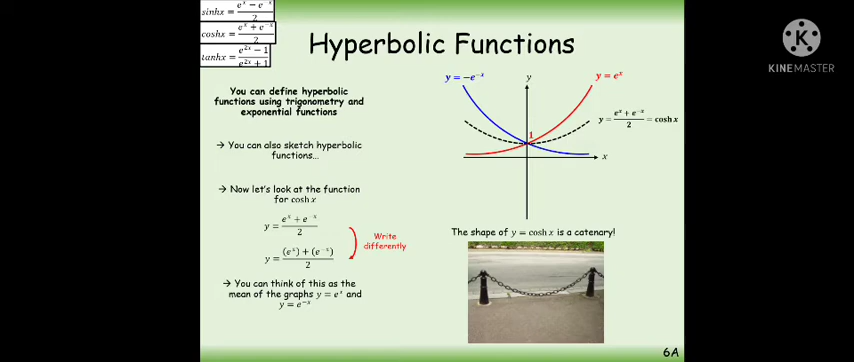 sinhx = (e^x − e^−x)/2
coshx = (e^x + e^−x)/2
tanhx = (e^2x − 1)/(e^2x + 1)
Hyperbolic Functions
K
KINEMASTER
You can define hyperbolic
functions using trigonometry and
exponential functions
→ You can also sketch hyperbolic
functions…
→ Now let's look at the function
for cosh x
y = (e^x + e^−x)/2
y = ((e^x) + (e^−x))/2
Write
differently
→ You can think of this as the
mean of the graphs y = e^x and
y = e^−x
y = −e^−x
y
y = e^x
y = (e^x + e^−x)/2 = cosh x
1
x
The shape of y = cosh x is a catenary!
6A